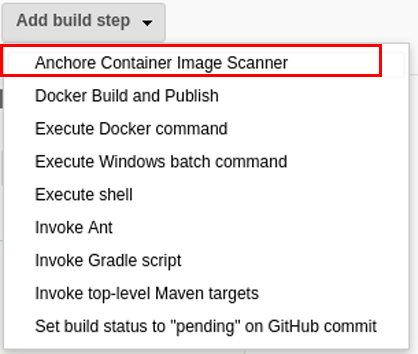 Add build step
Anchore Container Image Scanner
Docker Build and Publish
Execute Docker command
Execute Windows batch command
Execute shell
Invoke Ant
Invoke Gradle script
Invoke top-level Maven targets
Set build status to "pending" on GitHub commit